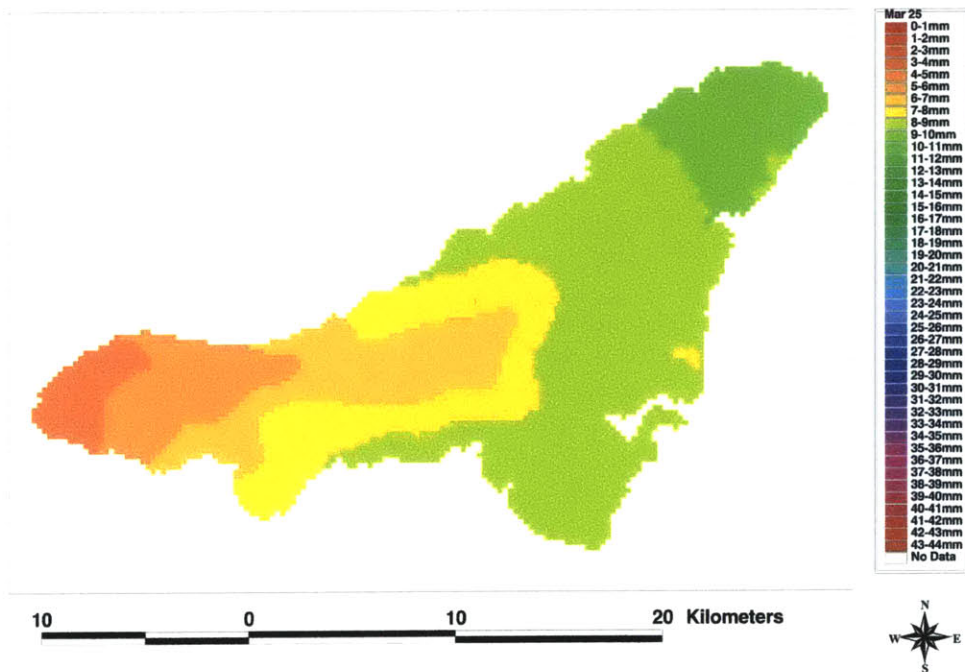 Mar 25
0-1mm
1-2mm
2-3mm
3-4mm
4-5mm
5-6mm
6-7mm
7-8mm
8-9mm
9-10mm
10-11mm
11-12mm
12-13mm
13-14mm
14-15mm
15-16mm
16-17mm
17-18mm
18-19mm
19-20mm
20-21mm
21-22mm
22-23mm
23-24mm
24-25mm
25-26mm
26-27mm
27-28mm
28-29mm
29-30mm
30-31mm
31-32mm
32-33mm
33-34mm
34-35mm
35-36mm
36-37mm
37-38mm
38-39mm
39-40mm
40-41mm
41-42mm
42-43mm
43-44mm
No Data
10 0 10 20 Kilometers
N
W E
S